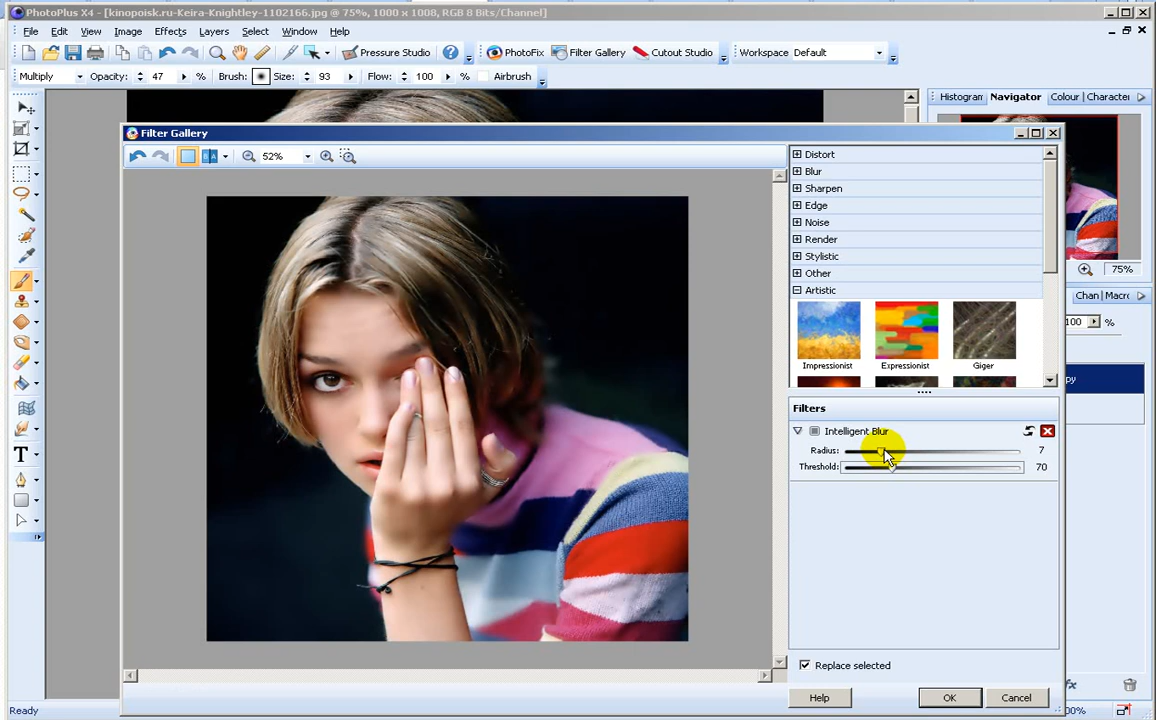 PhotoPlus X4 - [kinopoisk.ru-Keira-Knightley-1102166.jpg @ 75%, 1000 x 1008, RGB 8 Bits/Channel]
File Edit View Image Effects Layers Select Window Help
Pressure Studio PhotoFix Filter Gallery Cutout Studio Workspace Default
Multiply Opacity: 47 % Brush: Size: 93 Flow: 100 % Airbrush
Histogran Navigator Colour | Character
Filter Gallery
52%
Distort
Blur
Sharpen
Edge
Noise
Render
Stylistic
Other
Artistic
Impressionist Expressionist Giger
75%
Chan | Macro
100 %
py
Filters
Intelligent Blur
Radius: 7
Threshold: 70
Replace selected
Help OK Cancel
T
fx
Ready
00%